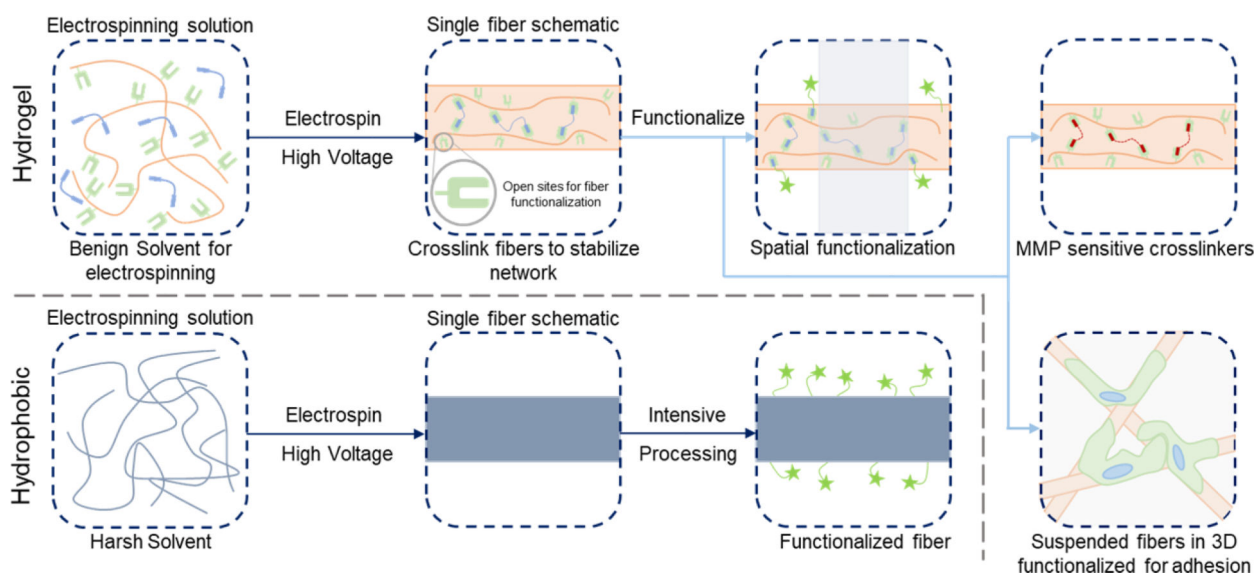 Hydrogel
Electrospinning solution
Benign Solvent for
electrospinning
Electrospin
High Voltage
Single fiber schematic
Open sites for fiber
functionalization
Crosslink fibers to stabilize
network
Functionalize
Spatial functionalization
MMP sensitive crosslinkers
Hydrophobic
Electrospinning solution
Harsh Solvent
Electrospin
High Voltage
Single fiber schematic
Intensive
Processing
Functionalized fiber
Suspended fibers in 3D
functionalized for adhesion